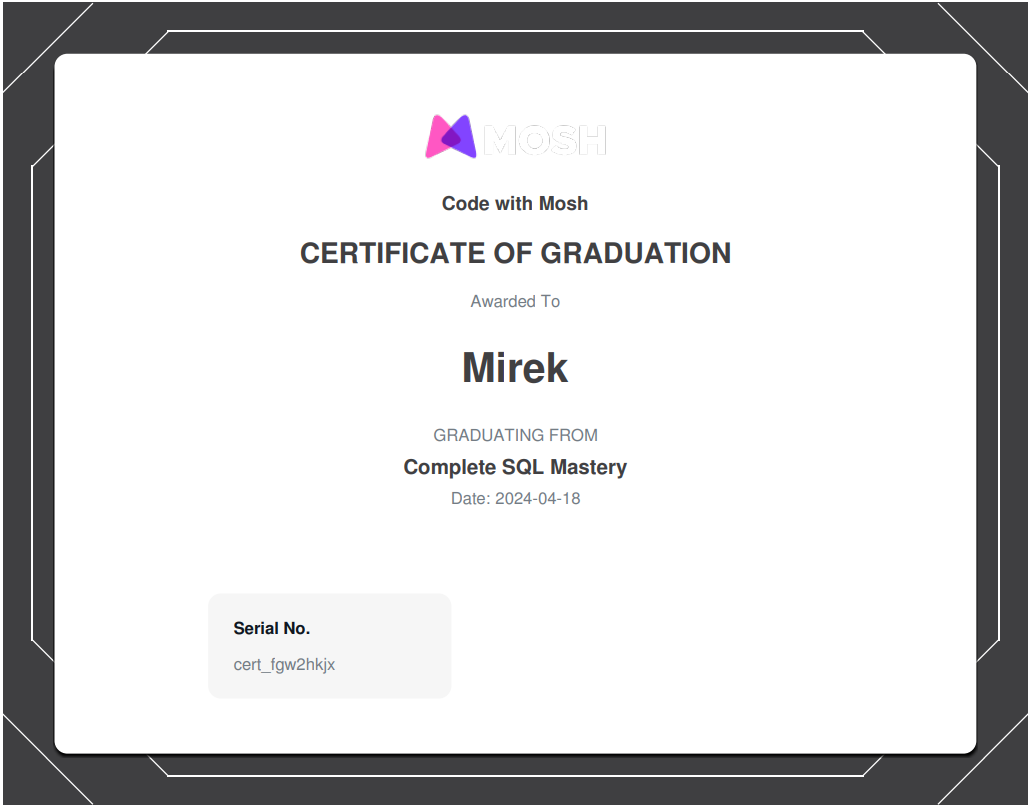 MOSH
Code with Mosh
CERTIFICATE OF GRADUATION
Awarded To
Mirek
GRADUATING FROM
Complete SQL Mastery
Date: 2024-04-18
Serial No.
cert_fgw2hkjx